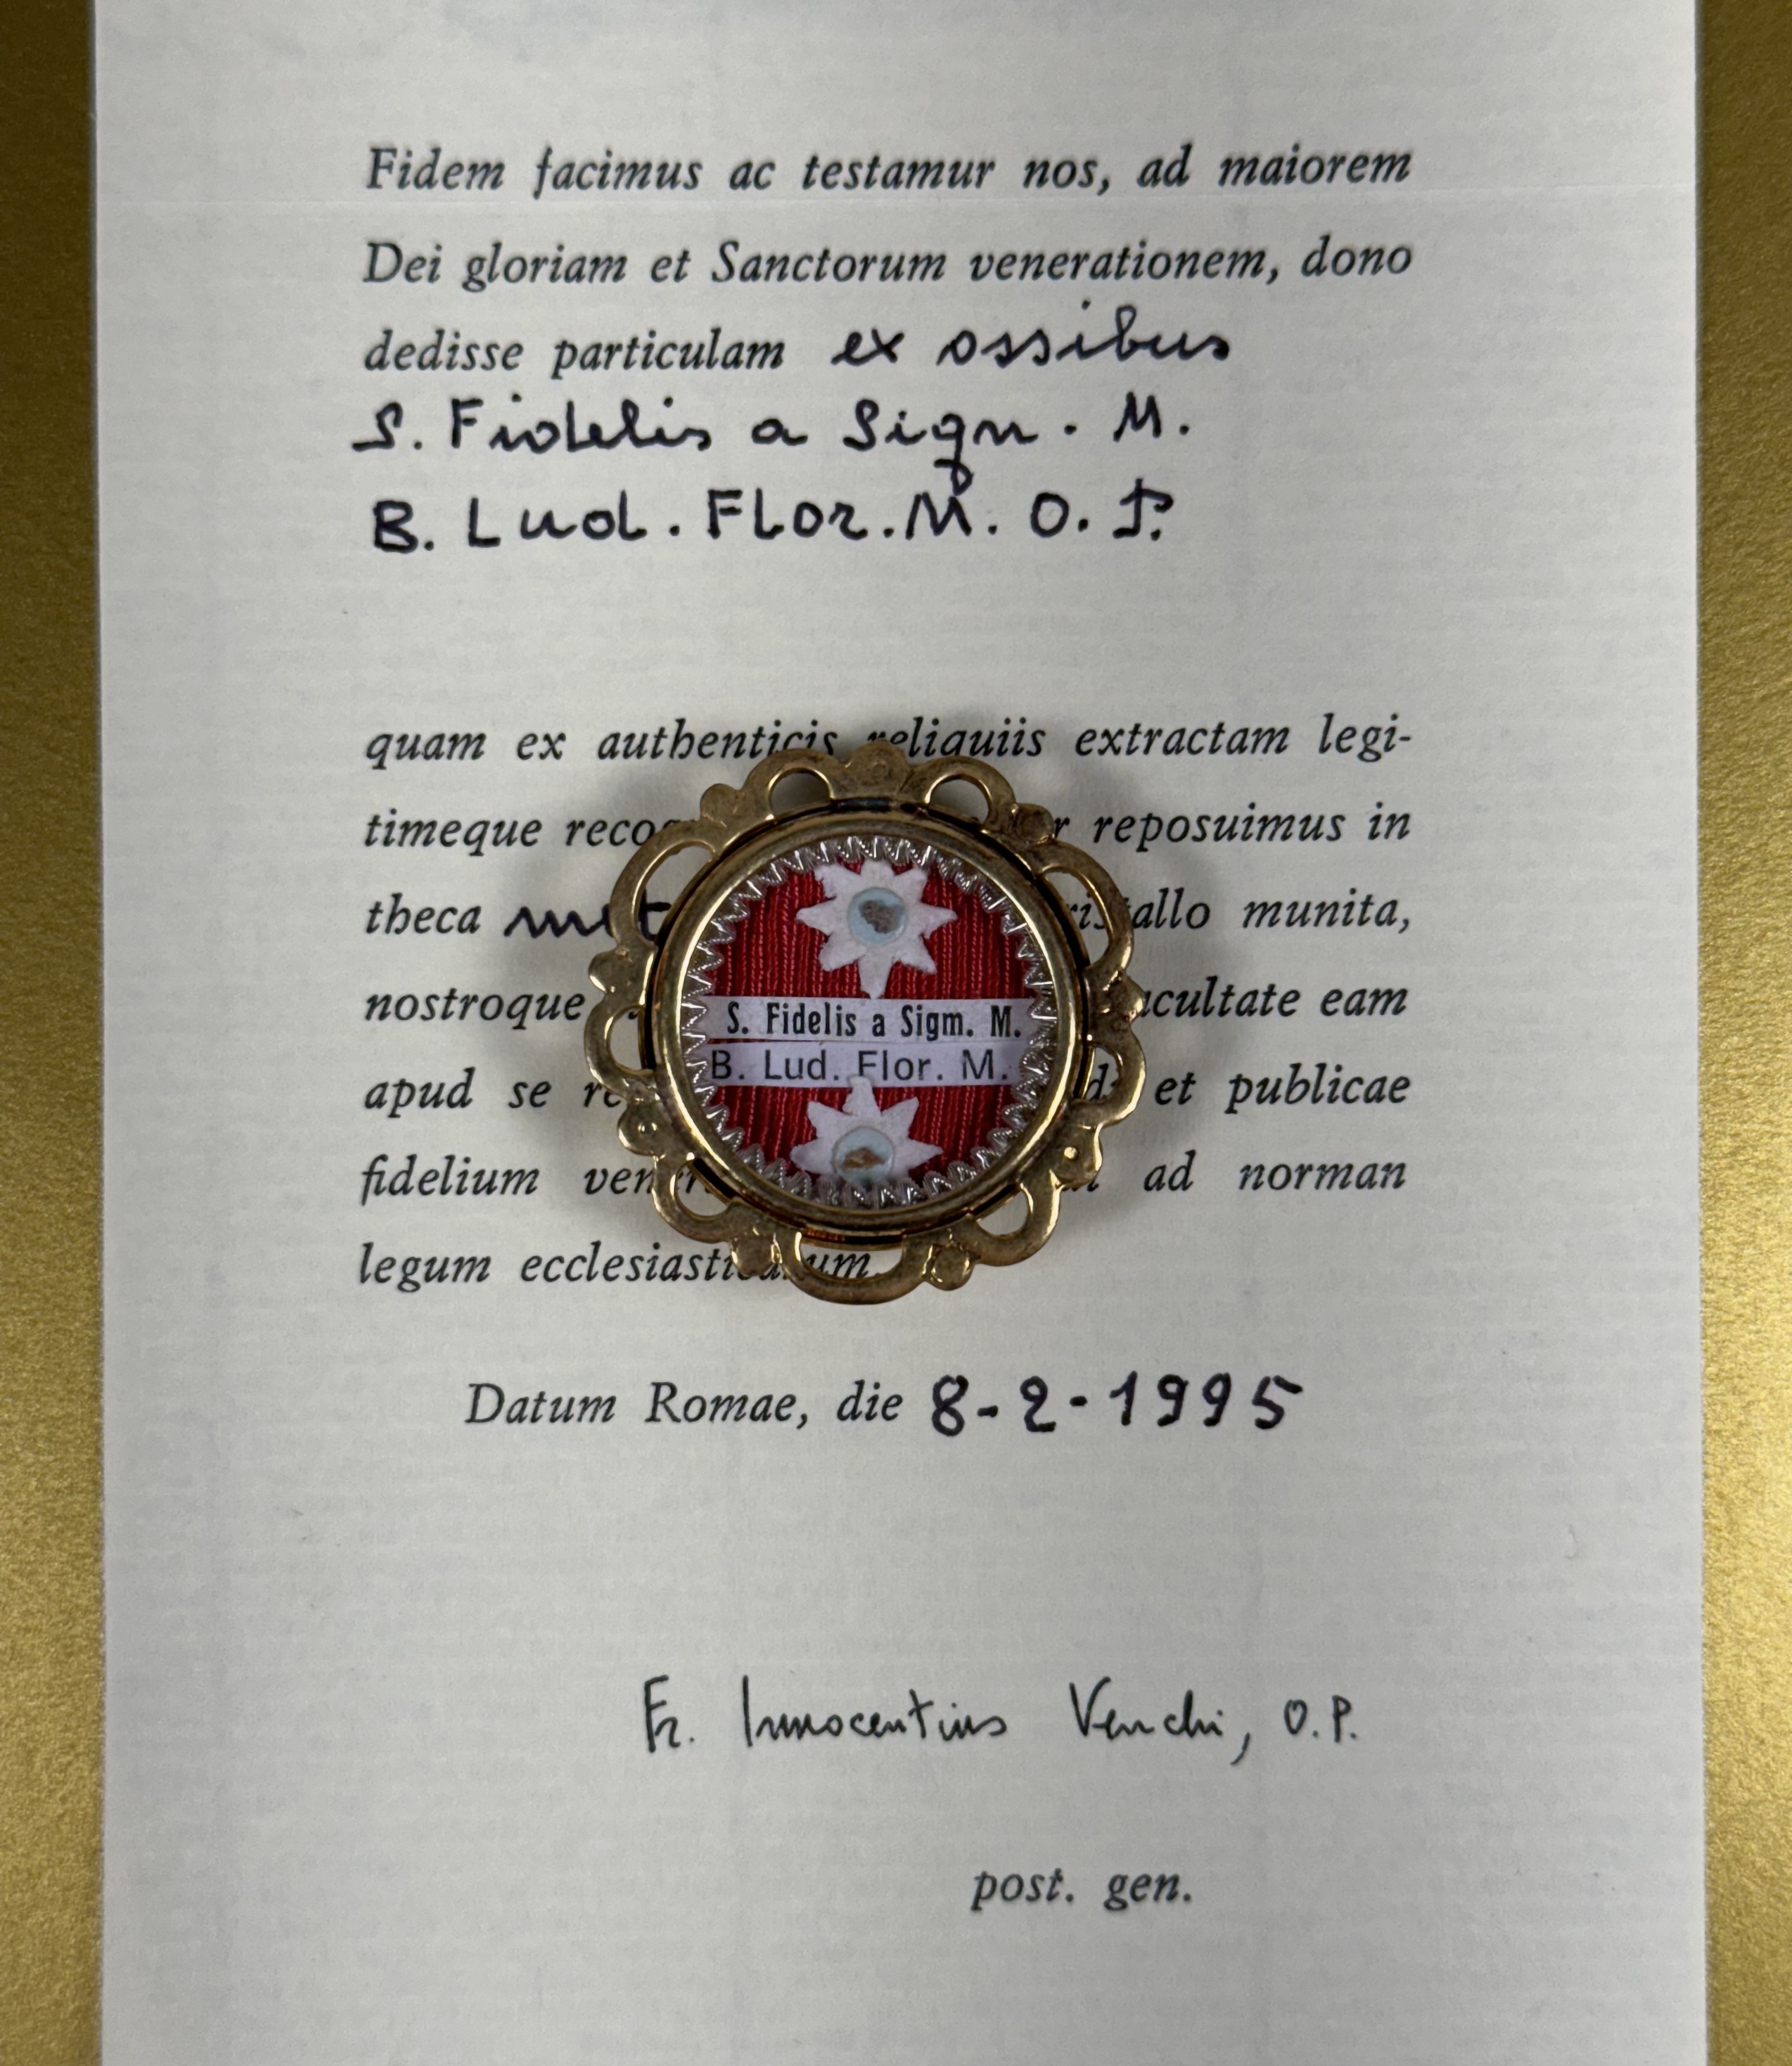 Fidem facimus ac testamur nos, ad maiorem
Dei gloriam et Sanctorum venerationem, dono
dedisse particulam ex ossibus
S. Fidelis a Sign. M.
B. Lud. Flor. M. O. P.
quam ex authenticis reliquiis extractam legi-
timeque reposuimus in
theca munita,
nostroque eam
apud se et publicae
fidelium ad norman
legum
S. Fidelis a Sigm. M.
B. Lud. Flor. M.
Datum Romae, die 8-2-1995
Fr. Innocentius Venchi, O.P.
post. gen.